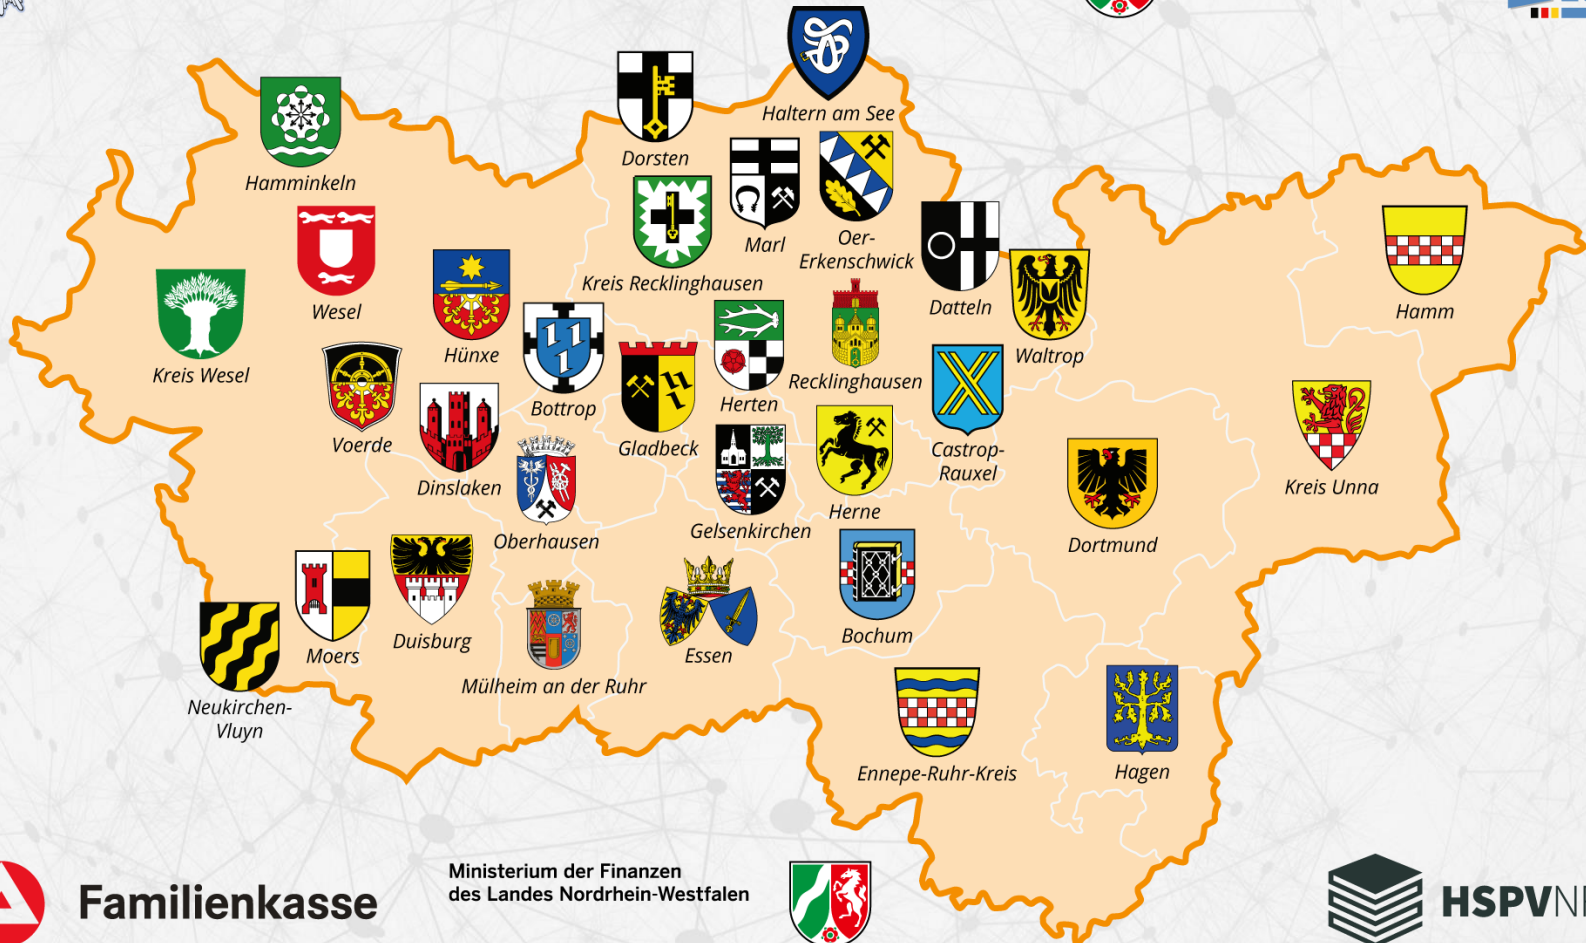 Haltern am See
Dorsten
Hamminkeln
Marl
Oer-
Erkenschwick
Kreis Recklinghausen
Datteln
Wesel
Hünxe
Hamm
Waltrop
Kreis Wesel
Recklinghausen
Bottrop
Herten
Voerde
Gladbeck
Castrop-
Rauxel
Dinslaken
Kreis Unna
Herne
Gelsenkirchen
Oberhausen
Dortmund
Bochum
Duisburg
Moers
Essen
Mülheim an der Ruhr
Neukirchen-
Vluyn
Ennepe-Ruhr-Kreis
Hagen
Ministerium der Finanzen
des Landes Nordrhein-Westfalen
Familienkasse
HSPVN